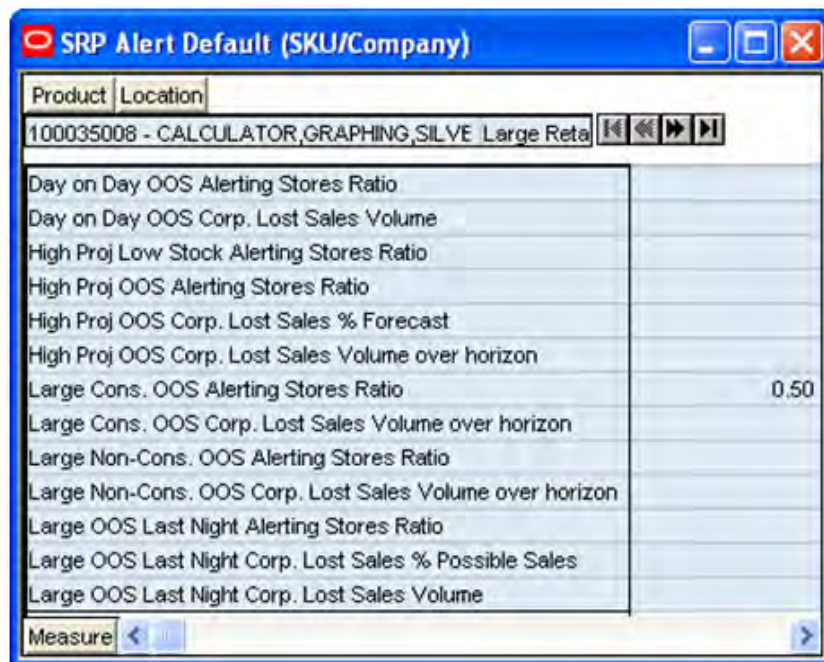 SRP Alert Default (SKU/Company)
Product Location
100035008 - CALCULATOR,GRAPHING,SILVE Large Reta
Day on Day OOS Alerting Stores Ratio
Day on Day OOS Corp. Lost Sales Volume
High Proj Low Stock Alerting Stores Ratio
High Proj OOS Alerting Stores Ratio
High Proj OOS Corp. Lost Sales % Forecast
High Proj OOS Corp. Lost Sales Volume over horizon
Large Cons. OOS Alerting Stores Ratio 0.50
Large Cons. OOS Corp. Lost Sales Volume over horizon
Large Non-Cons. OOS Alerting Stores Ratio
Large Non-Cons. OOS Corp. Lost Sales Volume over horizon
Large OOS Last Night Alerting Stores Ratio
Large OOS Last Night Corp. Lost Sales % Possible Sales
Large OOS Last Night Corp. Lost Sales Volume
Measure